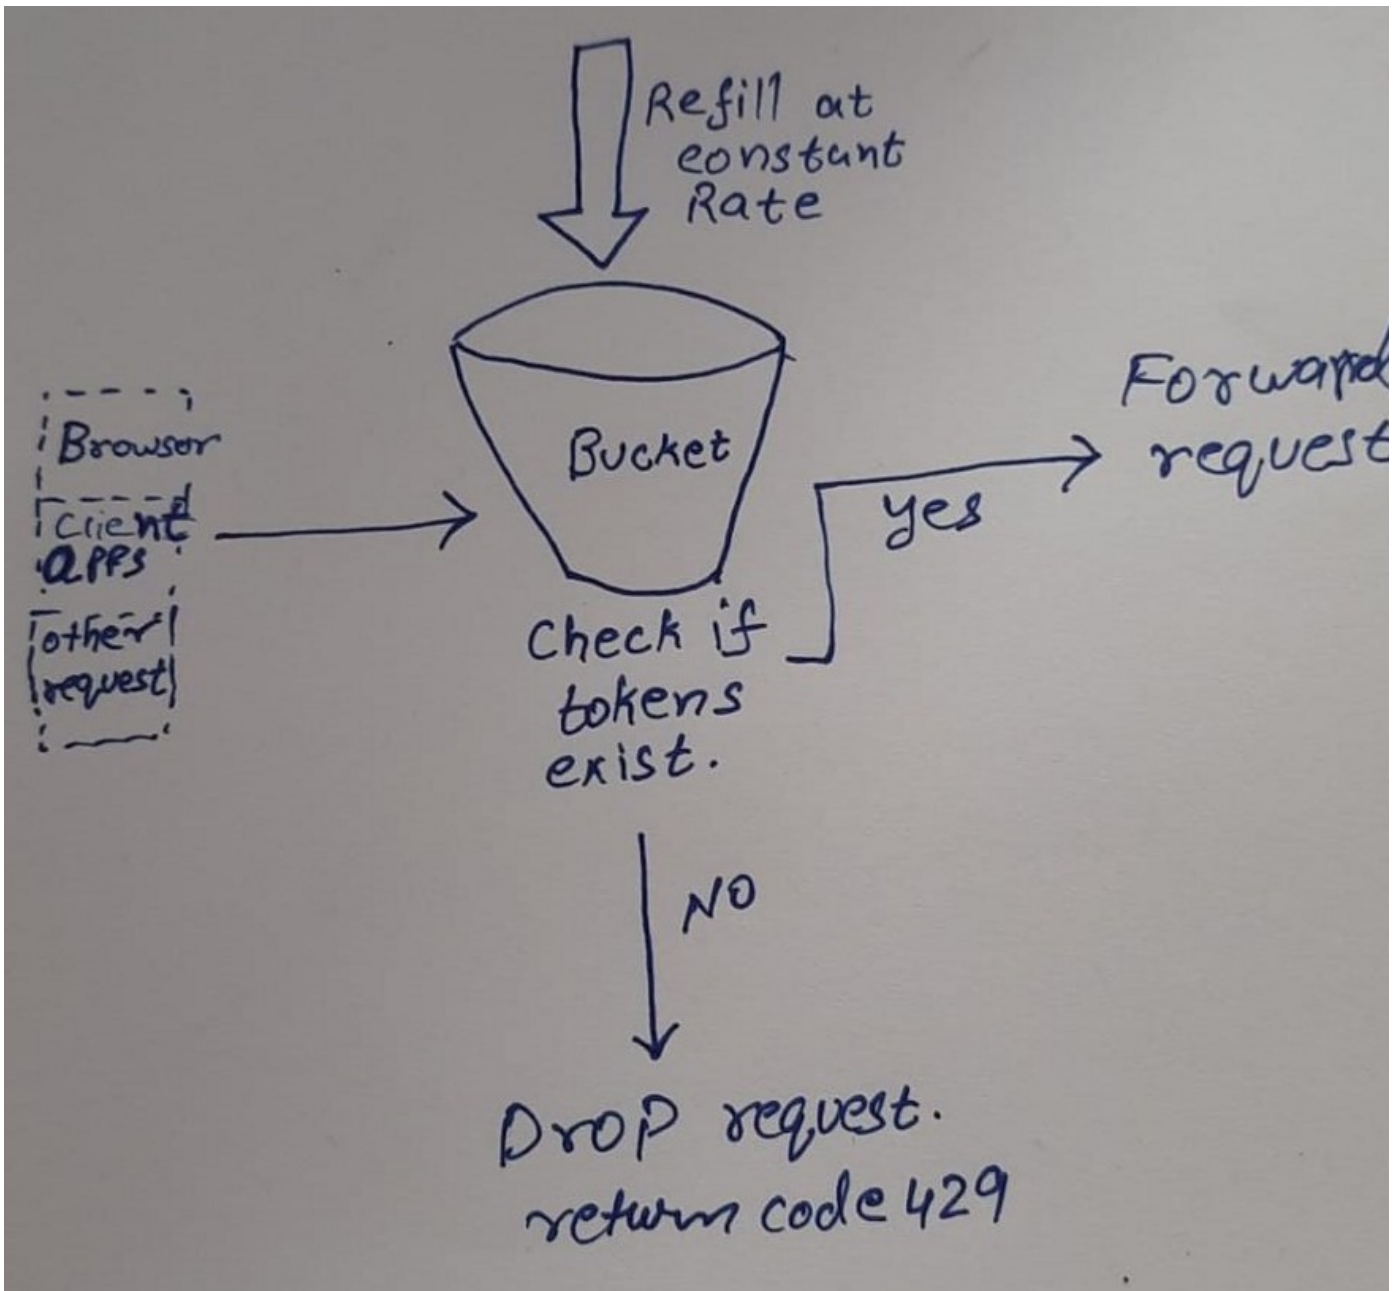 Refill at
constant
Rate
Browser
Client
apps
other
request
Bucket
Forward
request
yes
Check if
tokens
exist.
NO
Drop request.
return code 429